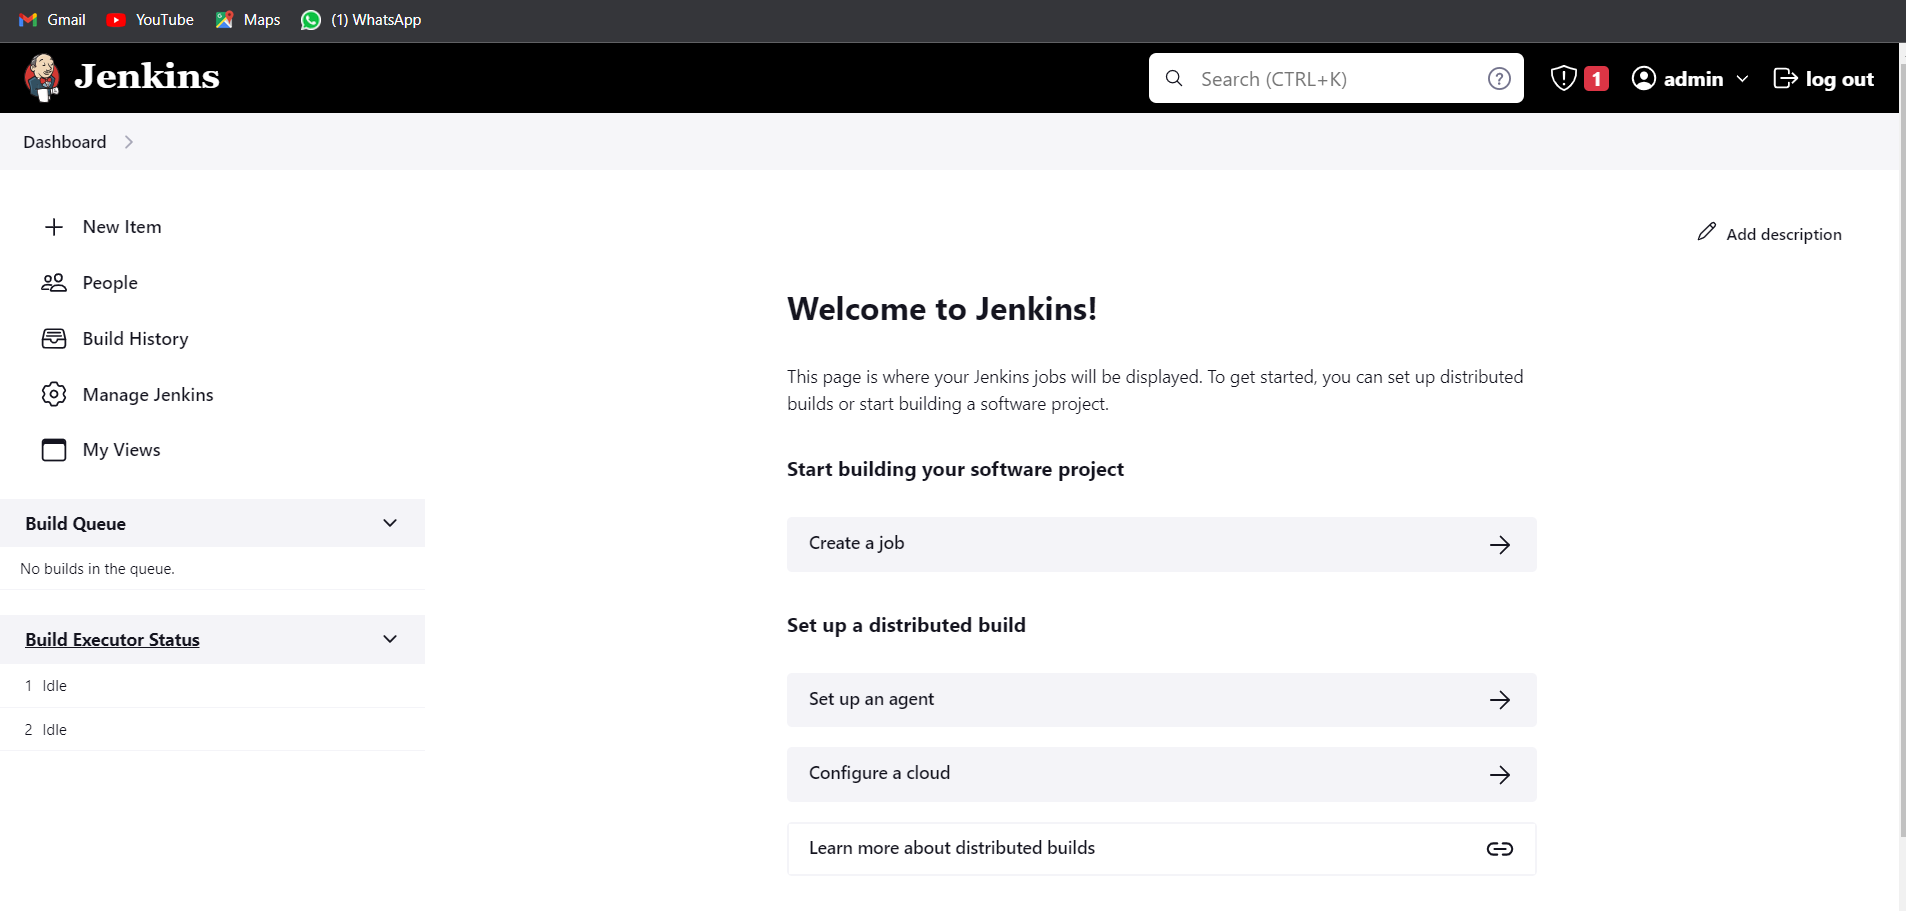 Gmail YouTube Maps (1) WhatsApp
Jenkins Search (CTRL+K) ? 1 admin log out
Dashboard
New Item
People
Build History
Manage Jenkins
My Views
Build Queue
No builds in the queue.
Build Executor Status
1 Idle
2 Idle
Add description
Welcome to Jenkins!
This page is where your Jenkins jobs will be displayed. To get started, you can set up distributed
builds or start building a software project.
Start building your software project
Create a job
Set up a distributed build
Set up an agent
Configure a cloud
Learn more about distributed builds